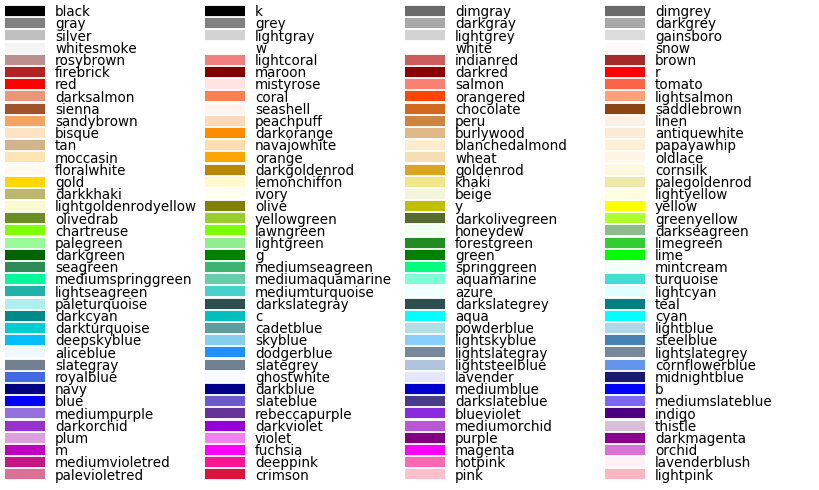 black k dimgray dimgrey
gray grey darkgray darkgrey
silver lightgray lightgrey gainsboro
whitesmoke w white snow
rosybrown lightcoral indianred brown
firebrick maroon darkred r
red mistyrose salmon tomato
darksalmon coral orangered lightsalmon
sienna seashell chocolate saddlebrown
sandybrown peachpuff peru linen
bisque darkorange burlywood antiquewhite
tan navajowhite blanchedalmond papayawhip
moccasin orange wheat oldlace
floralwhite darkgoldenrod goldenrod cornsilk
gold lemonchiffon khaki palegoldenrod
darkkhaki ivory beige lightyellow
lightgoldenrodyellow olive y yellow
olivedrab yellowgreen darkolivegreen greenyellow
chartreuse lawngreen honeydew darkseagreen
palegreen lightgreen forestgreen limegreen
darkgreen g green lime
seagreen mediumseagreen springgreen mintcream
mediumspringgreen mediumaquamarine aquamarine turquoise
lightseagreen mediumturquoise azure lightcyan
paleturquoise darkslategray darkslategrey teal
darkcyan c aqua cyan
darkturquoise cadetblue powderblue lightblue
deepskyblue skyblue lightskyblue steelblue
aliceblue dodgerblue lightslategray lightslategrey
slategray slategrey lightsteelblue cornflowerblue
royalblue ghostwhite lavender midnightblue
navy darkblue mediumblue b
blue slateblue darkslateblue mediumslateblue
mediumpurple rebeccapurple blueviolet indigo
darkorchid darkviolet mediumorchid thistle
plum violet purple darkmagenta
m fuchsia magenta orchid
mediumvioletred deeppink hotpink lavenderblush
palevioletred crimson pink lightpink